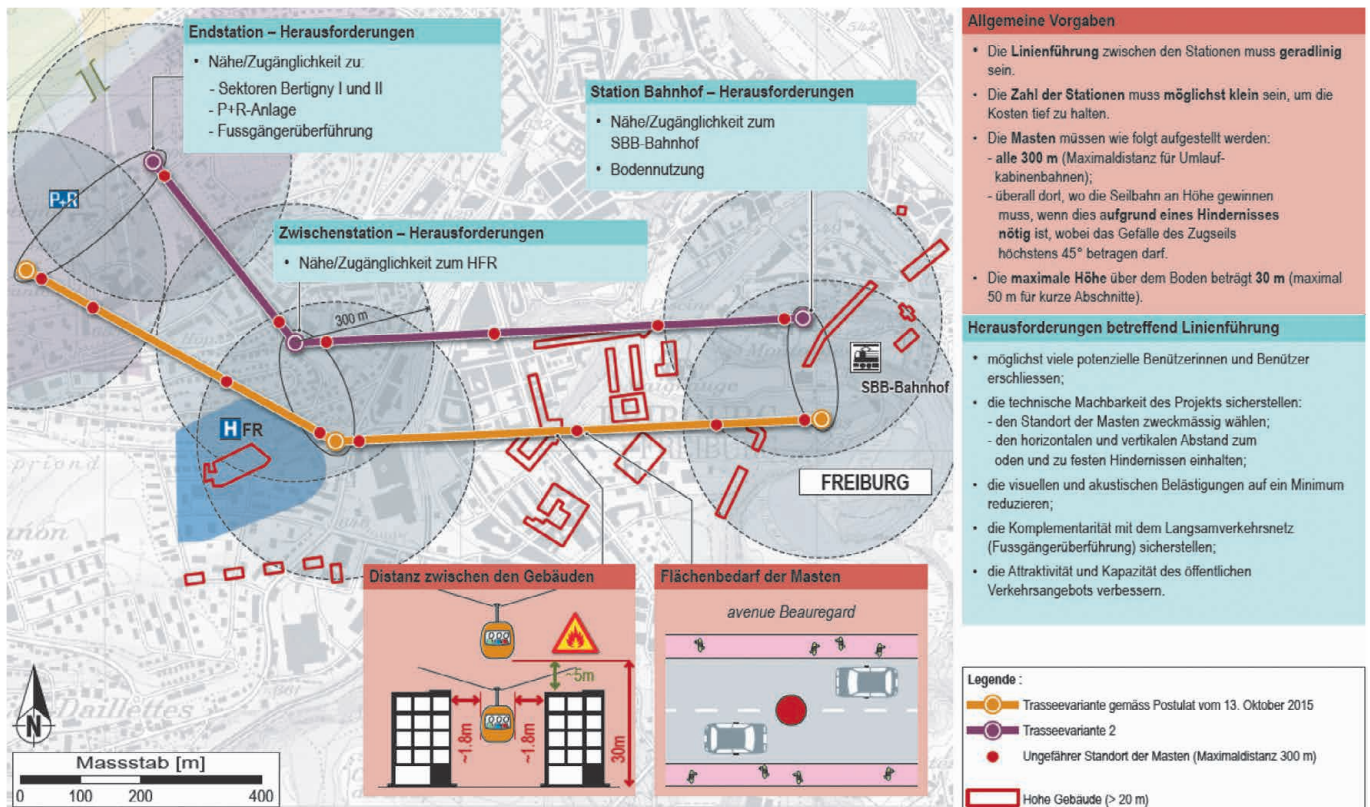 Endstation – Herausforderungen
• Nähe/Zugänglichkeit zu:
- Sektoren Bertigny I und II
- P+R-Anlage
- Fussgängerüberführung
Station Bahnhof – Herausforderungen
• Nähe/Zugänglichkeit zum
SBB-Bahnhof
• Bodennutzung
Zwischenstation – Herausforderungen
• Nähe/Zugänglichkeit zum HFR
P+R
300 m
SBB-Bahnhof
H FR
FREIBURG
Daillettes
Distanz zwischen den Gebäuden
~5m
~1.8m
~1.8m
30m
Flächenbedarf der Masten
avenue Beauregard
N
Massstab [m]
0 100 200 400
Allgemeine Vorgaben
• Die Linienführung zwischen den Stationen muss geradlinig
sein.
• Die Zahl der Stationen muss möglichst klein sein, um die
Kosten tief zu halten.
• Die Masten müssen wie folgt aufgestellt werden:
- alle 300 m (Maximaldistanz für Umlauf-
kabinenbahnen);
- überall dort, wo die Seilbahn an Höhe gewinnen
muss, wenn dies aufgrund eines Hindernisses
nötig ist, wobei das Gefälle des Zugseils
höchstens 45° betragen darf.
• Die maximale Höhe über dem Boden beträgt 30 m (maximal
50 m für kurze Abschnitte).
Herausforderungen betreffend Linienführung
• möglichst viele potenzielle Benützerinnen und Benützer
erschliessen;
• die technische Machbarkeit des Projekts sicherstellen:
- den Standort der Masten zweckmässig wählen;
- den horizontalen und vertikalen Abstand zum
oden und zu festen Hindernissen einhalten;
• die visuellen und akustischen Belästigungen auf ein Minimum
reduzieren;
• die Komplementarität mit dem Langsamverkehrsnetz
(Fussgängerüberführung) sicherstellen;
• die Attraktivität und Kapazität des öffentlichen
Verkehrsangebots verbessern.
Legende :
Trasseevariante gemäss Postulat vom 13. Oktober 2015
Trasseevariante 2
Ungefährer Standort der Masten (Maximaldistanz 300 m)
Hohe Gebäude (> 20 m)